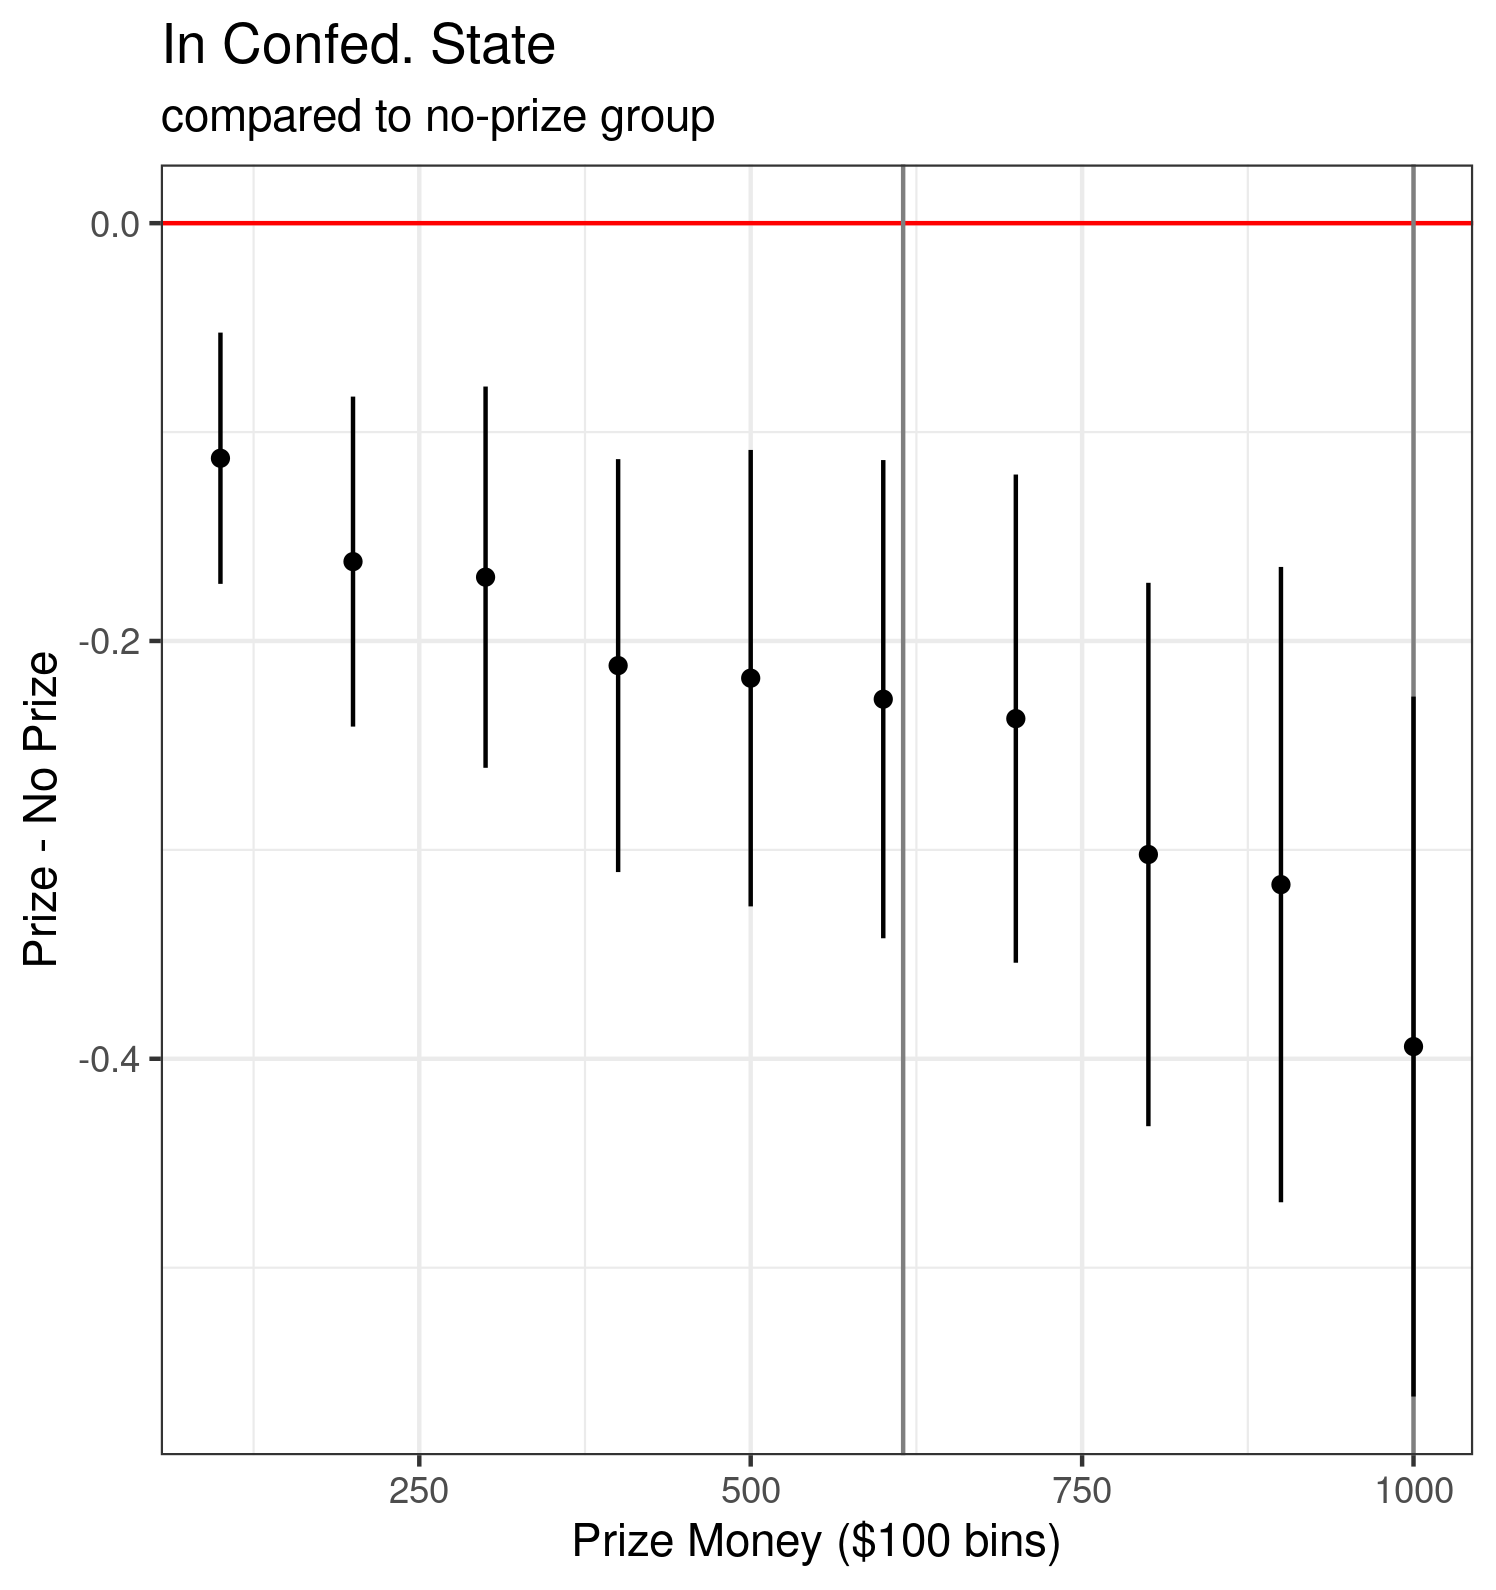 In Confed. State
compared to no-prize group
Prize - No Prize
0.0
-0.2
-0.4
250 500 750 1000
Prize Money ($100 bins)